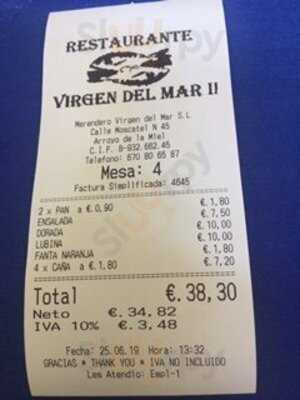 RESTAURANTE
VIRGEN DEL MAR II
Merendero Virgen del Mar S.L
Calle Moscatel N 45
Arroyo de la Miel
C.I.F. B-932.662.45
Telefono: 670 80 65 87
Mesa: 4
Factura Simplificada: 4645
2 x PAN a €.0,90 €.1,80
ENSALADA €.7,50
DORADA €.10,00
LUBINA €.10,00
FANTA NARANJA €.1,80
4 x CAÑA a €.1,80 €.7,20
Total €.38,30
Neto €.34,82
IVA 10% €.3,48
Fecha: 25.06.19 Hora: 13:32
GRACIAS * THANK YOU * IVA NO INCLUIDO
Les Atendio: Empl-1